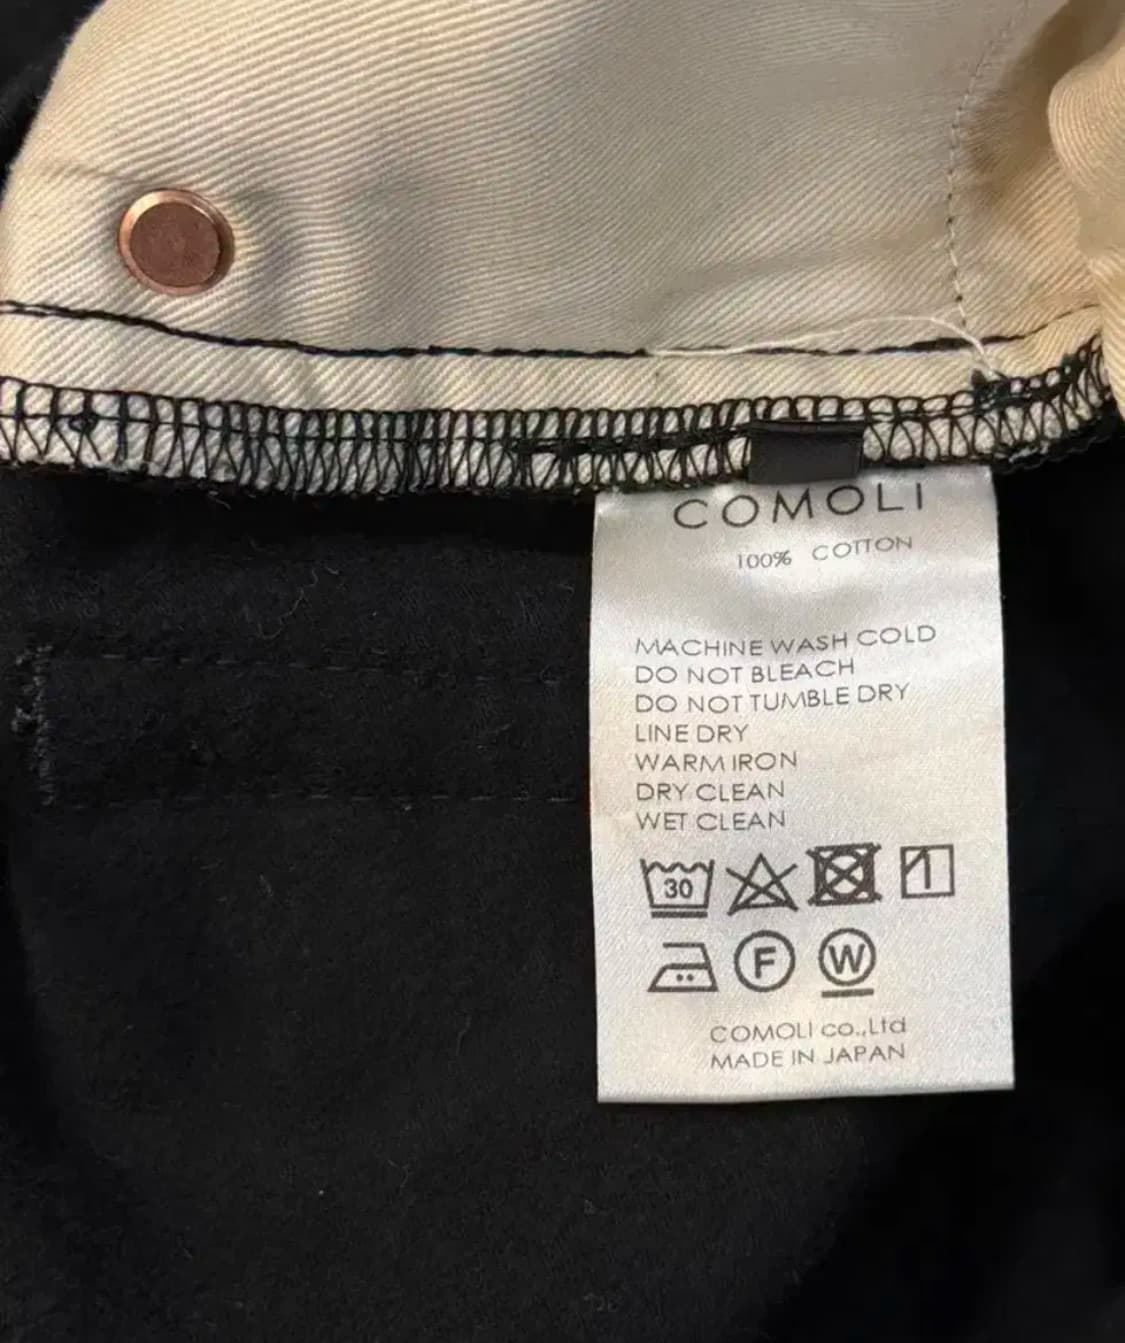 COMOLI
100% COTTON
MACHINE WASH COLD
DO NOT BLEACH
DO NOT TUMBLE DRY
LINE DRY
WARM IRON
DRY CLEAN
WET CLEAN
30
F W
COMOLI co.,Ltd
MADE IN JAPAN